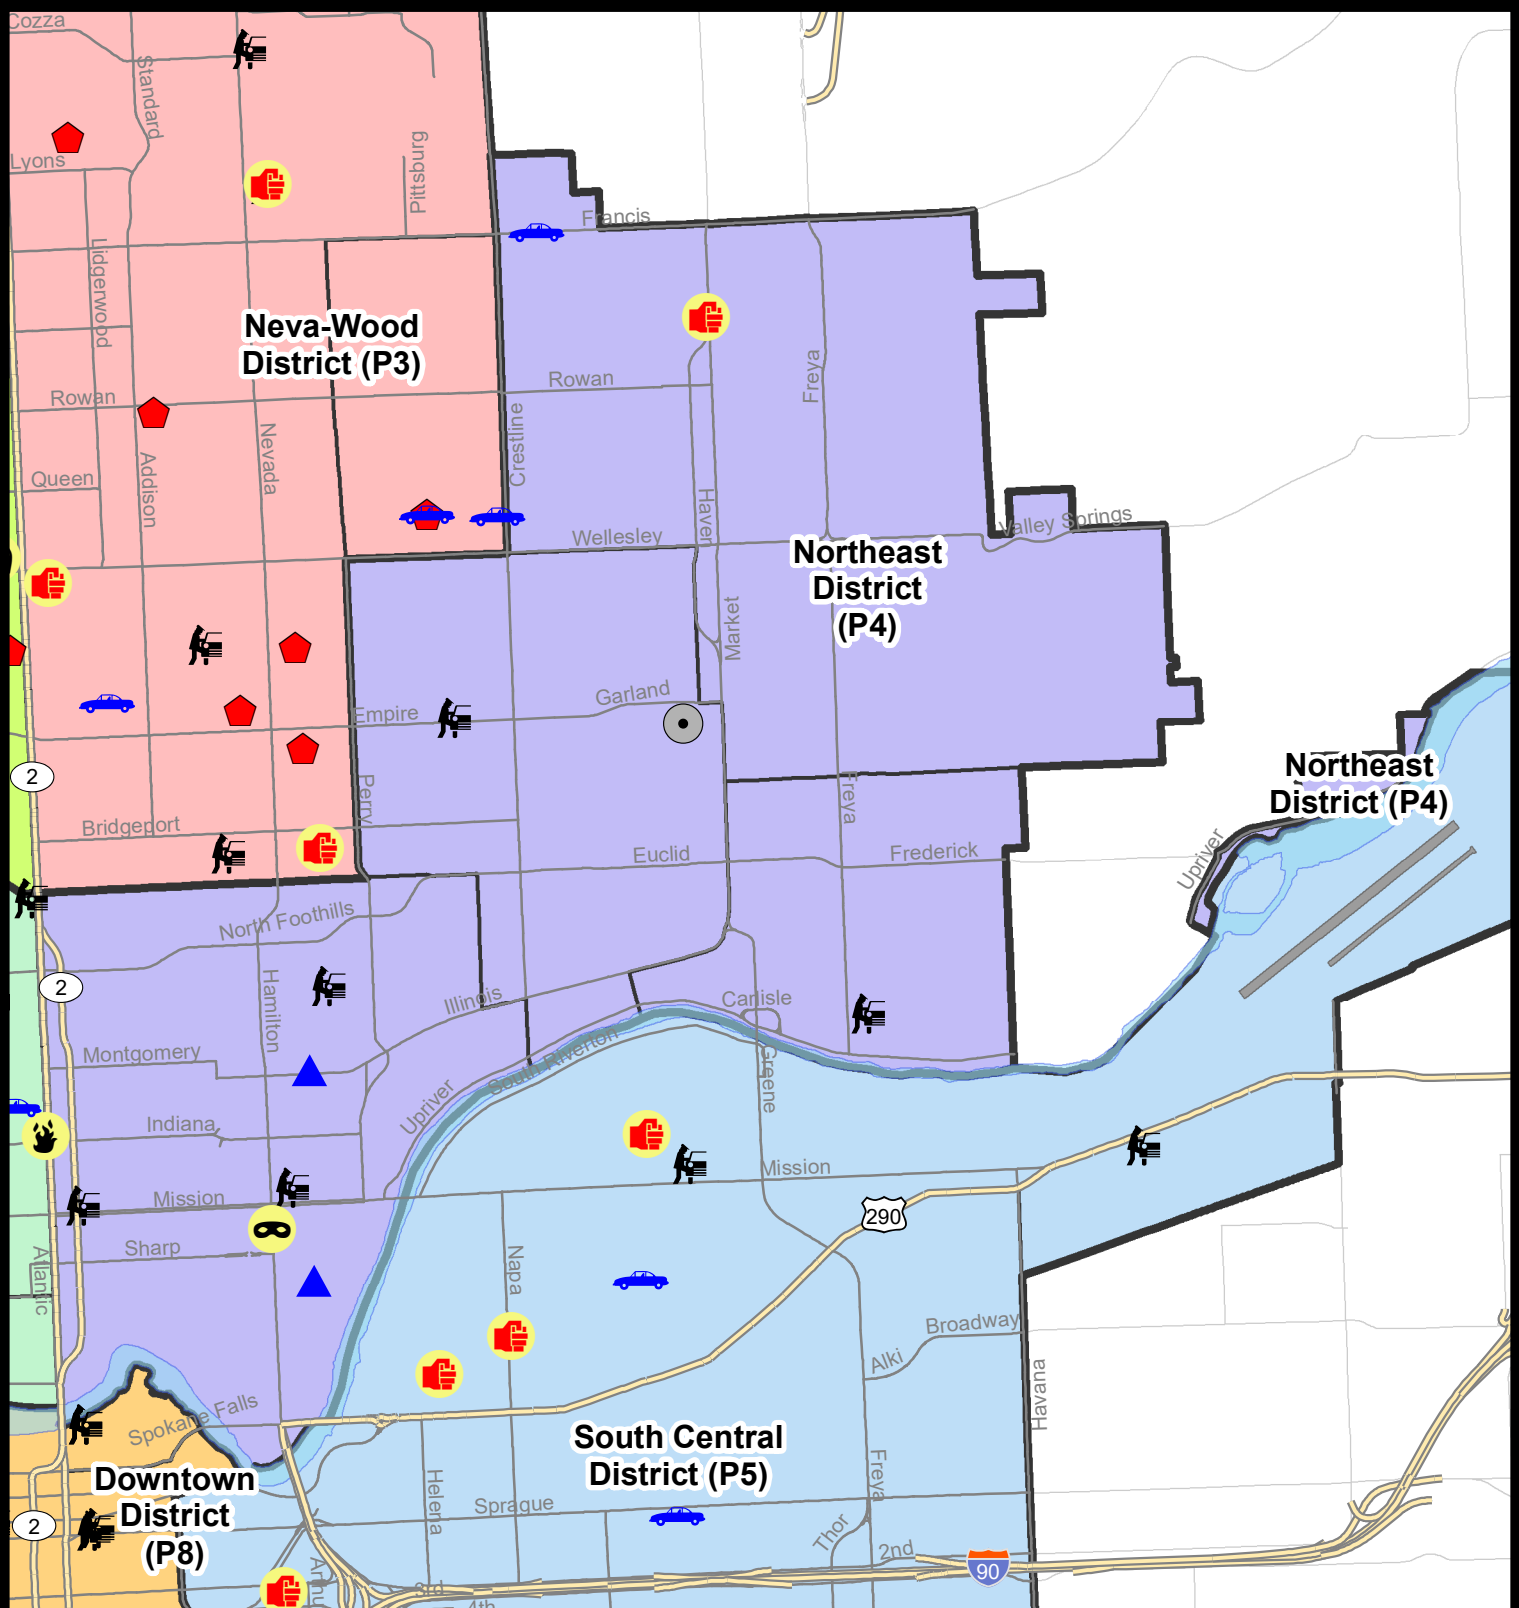 Cozza
Standard
Lyons
Pittsburg
Francis
Lidgerwood
Neva-Wood
District (P3)
Rowan
Rowan
Freya
Crestline
Nevada
Queen
Addison
Haven
Valley Springs
Wellesley
Northeast
District
(P4)
Market
Garland
Empire
2
Perry
Freya
Northeast
District (P4)
Bridgeport
Euclid
Frederick
Upriver
North Foothills
2
Hamilton
Illinois
Carlisle
South Riverton
Montgomery
Greene
Upriver
Indiana
Mission
Mission
290
Sharp
Atlantic
Napa
Broadway
Alki
Havana
Spokane Falls
South Central
District (P5)
Downtown
District
(P8)
Helena
Freya
Sprague
2
Thor
2nd
90
3rd
4th